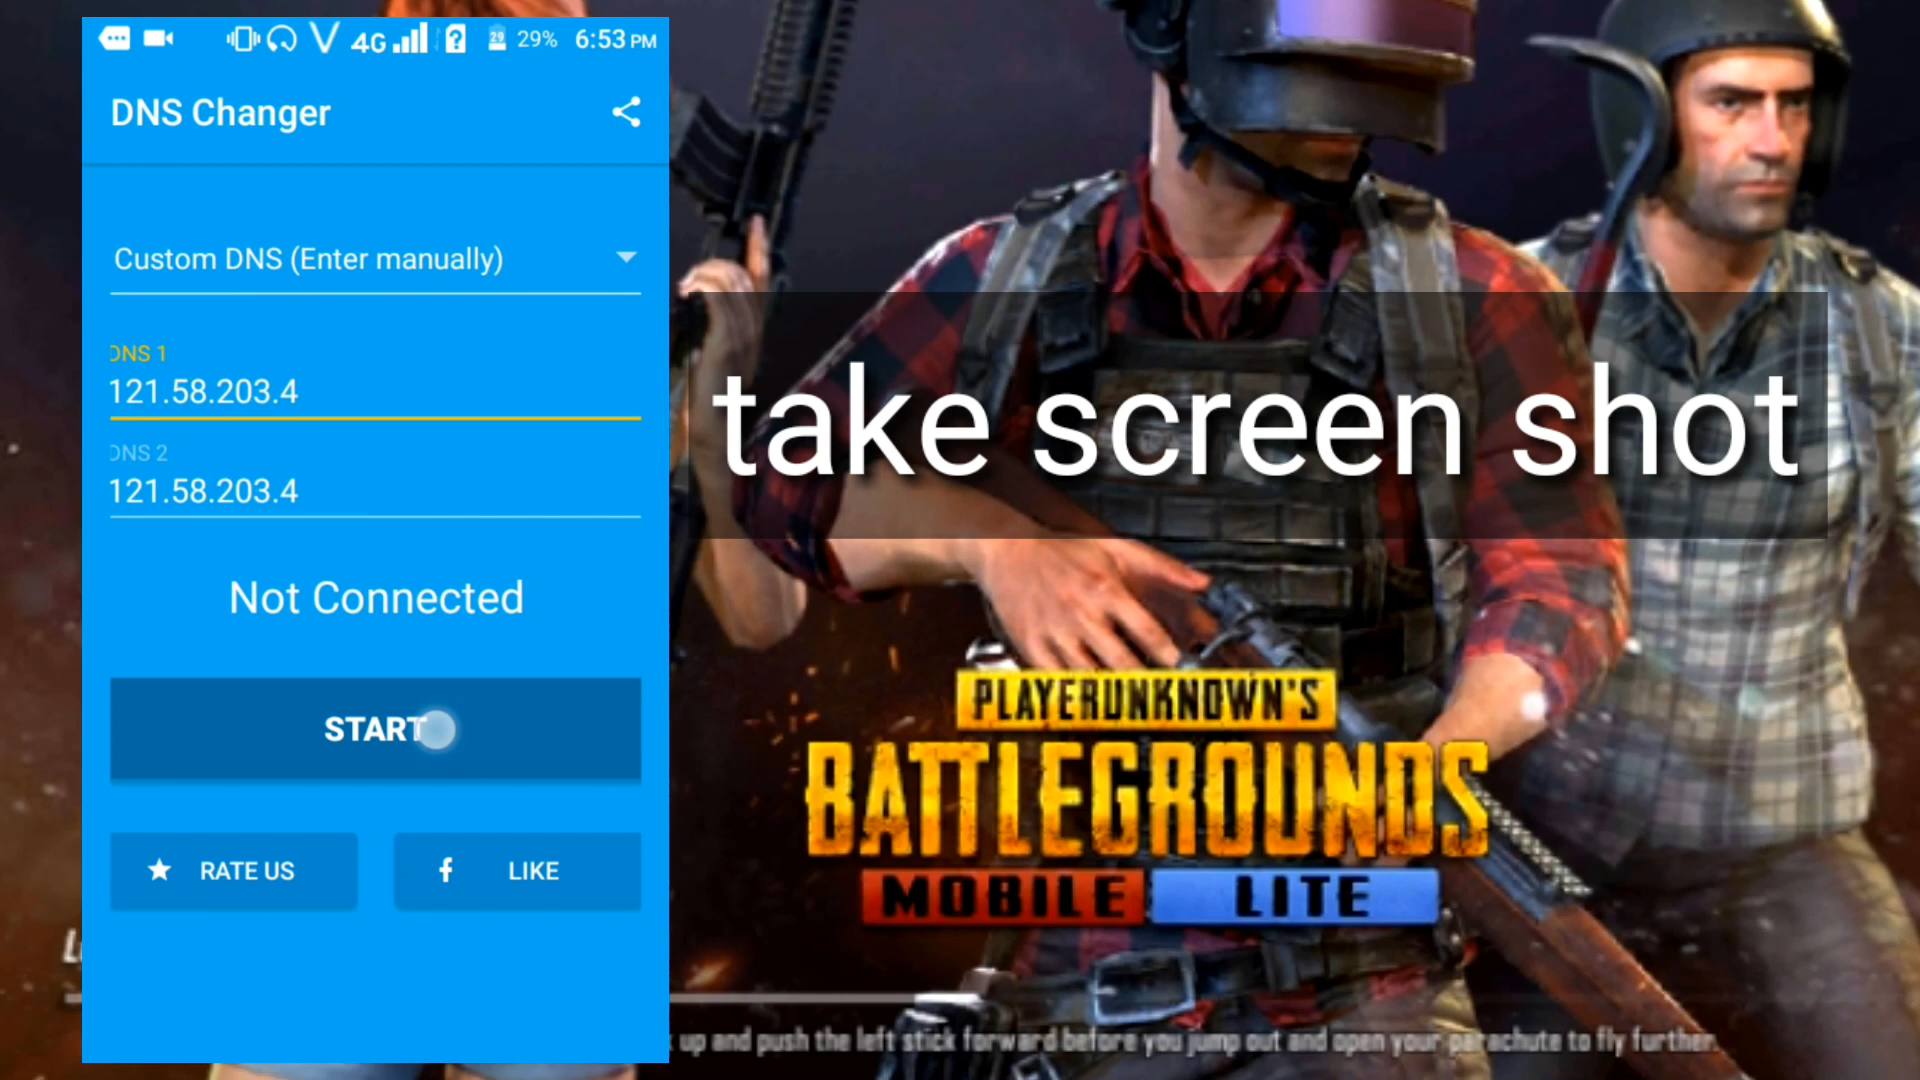 4G 29 29% 6:53 PM
DNS Changer
Custom DNS (Enter manually)
DNS 1
121.58.203.4
DNS 2
121.58.203.4
Not Connected
START
RATE US
LIKE
take screen shot
PLAYERUNKNOWN'S
BATTLEGROUNDS
MOBILE LITE
up and push the left stick forward before you jump out and open your parachute to fly further.